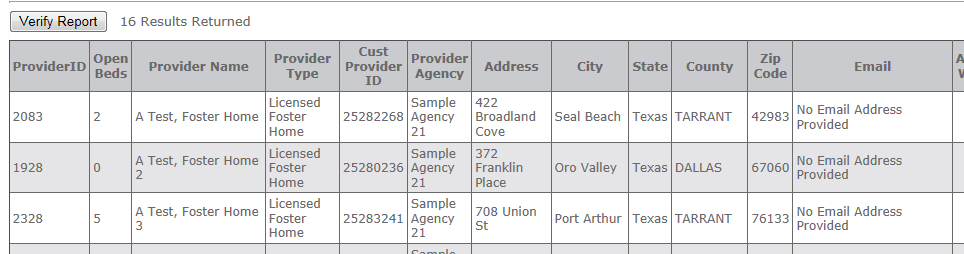 Verify Report 16 Results Returned
ProviderID Open Beds Provider Name Provider Type Cust Provider ID Provider Agency Address City State County Zip Code Email
2083 2 A Test, Foster Home Licensed Foster Home 25282268 Sample Agency 21 422 Broadland Cove Seal Beach Texas TARRANT 42983 No Email Address Provided
1928 0 A Test, Foster Home 2 Licensed Foster Home 25280236 Sample Agency 21 372 Franklin Place Oro Valley Texas DALLAS 67060 No Email Address Provided
2328 5 A Test, Foster Home 3 Licensed Foster Home 25283241 Sample Agency 21 708 Union St Port Arthur Texas TARRANT 76133 No Email Address Provided
Sample